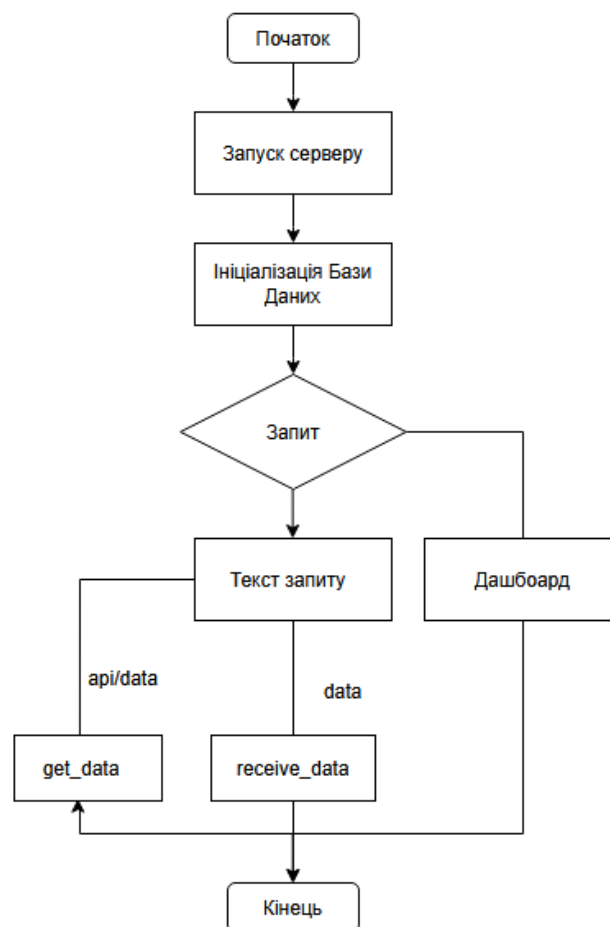 Початок
Запуск серверу
Ініціалізація Бази
Даних
Запит
Текст запиту
Дашбоард
api/data
data
get_data
receive_data
Кінець